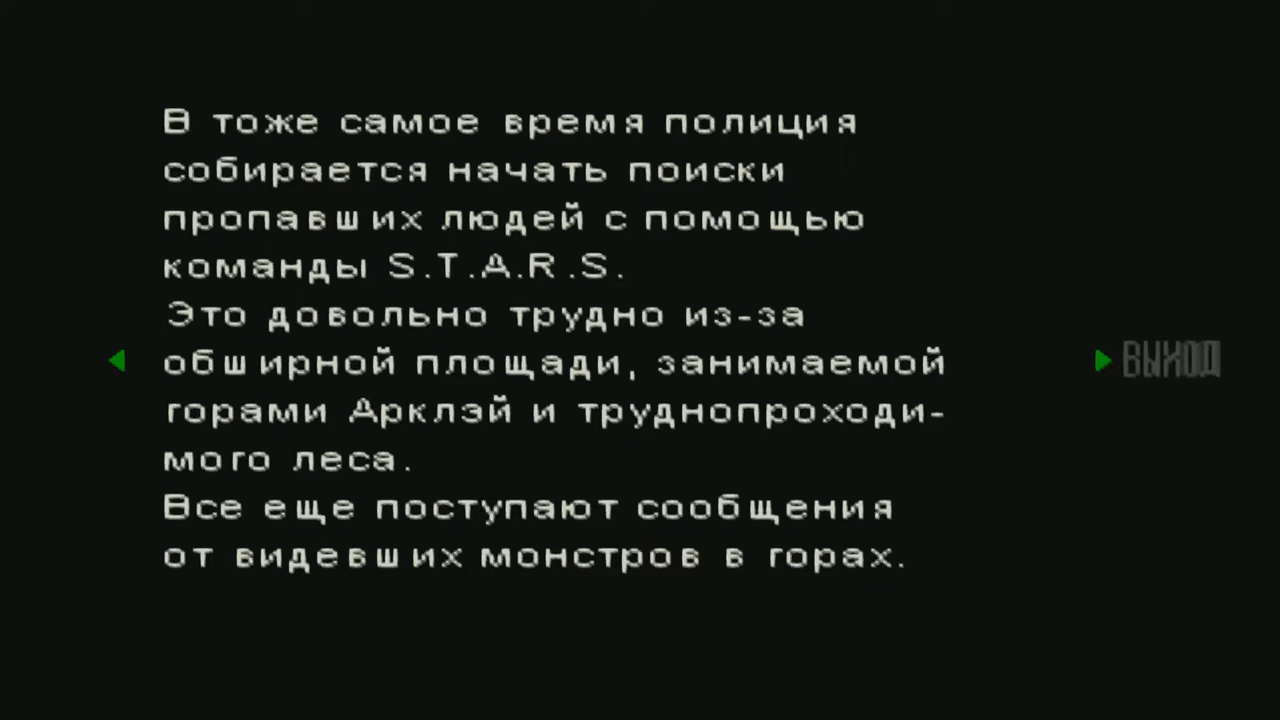 В тоже самое время полиция
собирается начать поиски
пропавших людей с помощью
команды S.T.A.R.S.
Это довольно трудно из-за
обширной площади, занимаемой
горами Арклэй и труднопроходи-
мого леса.
Все еще поступают сообщения
от видевших монстров в горах.
ВЫХОД